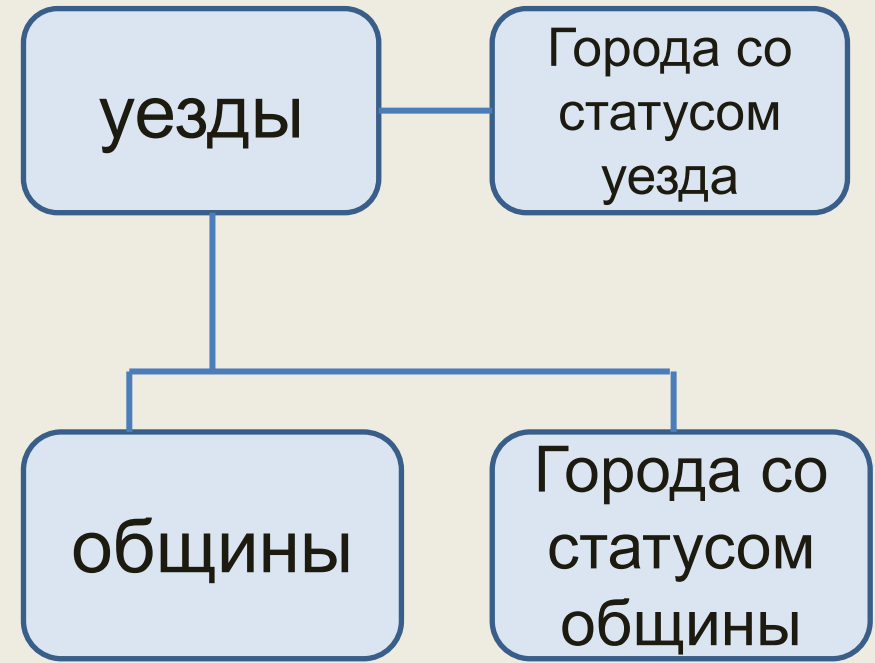 уезды
Города со
статусом
уезда
общины
Города со
статусом
общины